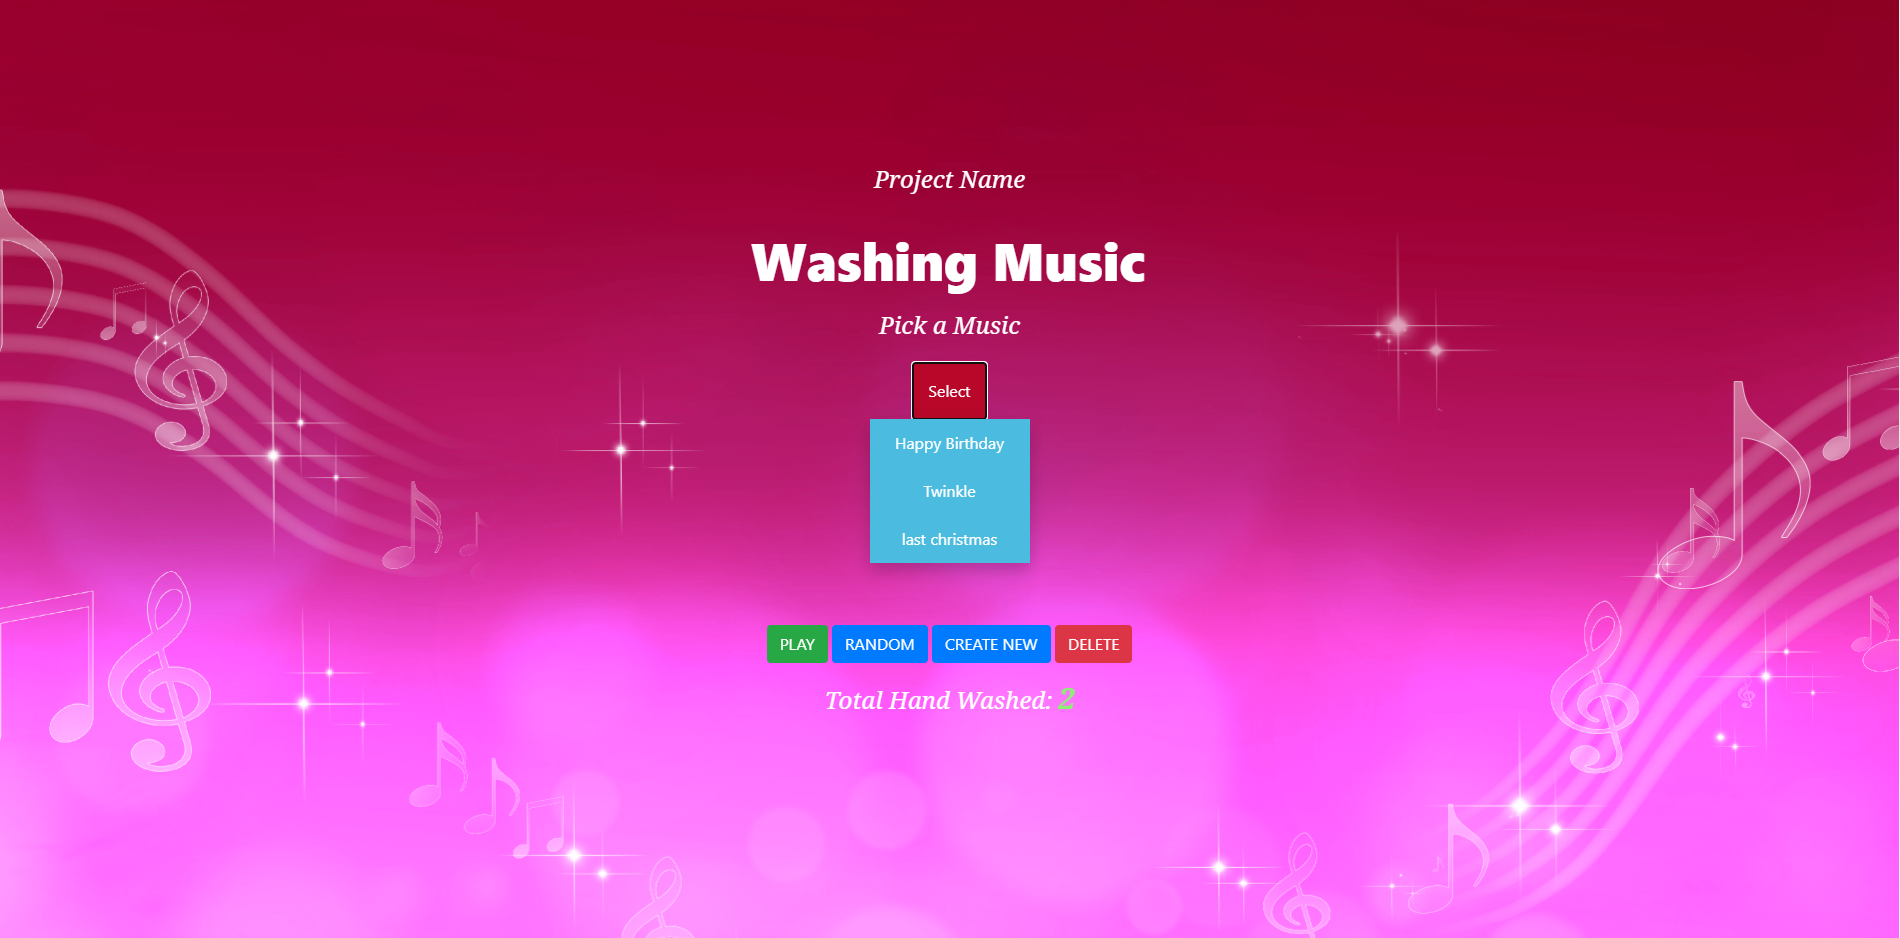 Project Name
Washing Music
Pick a Music
Select
Happy Birthday
Twinkle
last christmas
PLAY RANDOM CREATE NEW DELETE
Total Hand Washed: 2